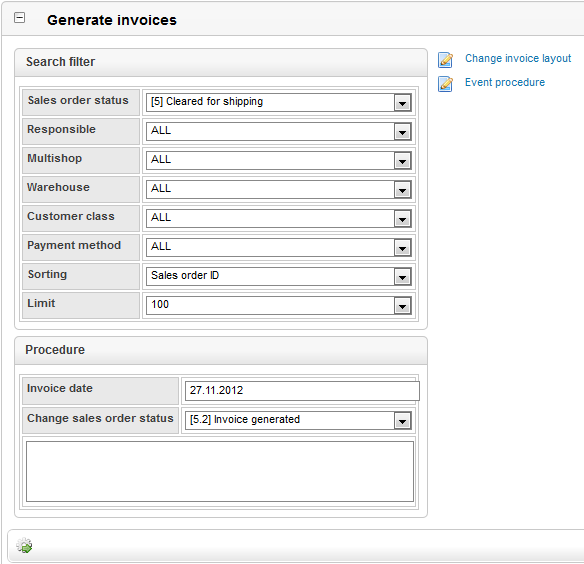 Generate invoices
Search filter
Change invoice layout
Event procedure
Sales order status [5] Cleared for shipping
Responsible ALL
Multishop ALL
Warehouse ALL
Customer class ALL
Payment method ALL
Sorting Sales order ID
Limit 100
Procedure
Invoice date 27.11.2012
Change sales order status [5.2] Invoice generated